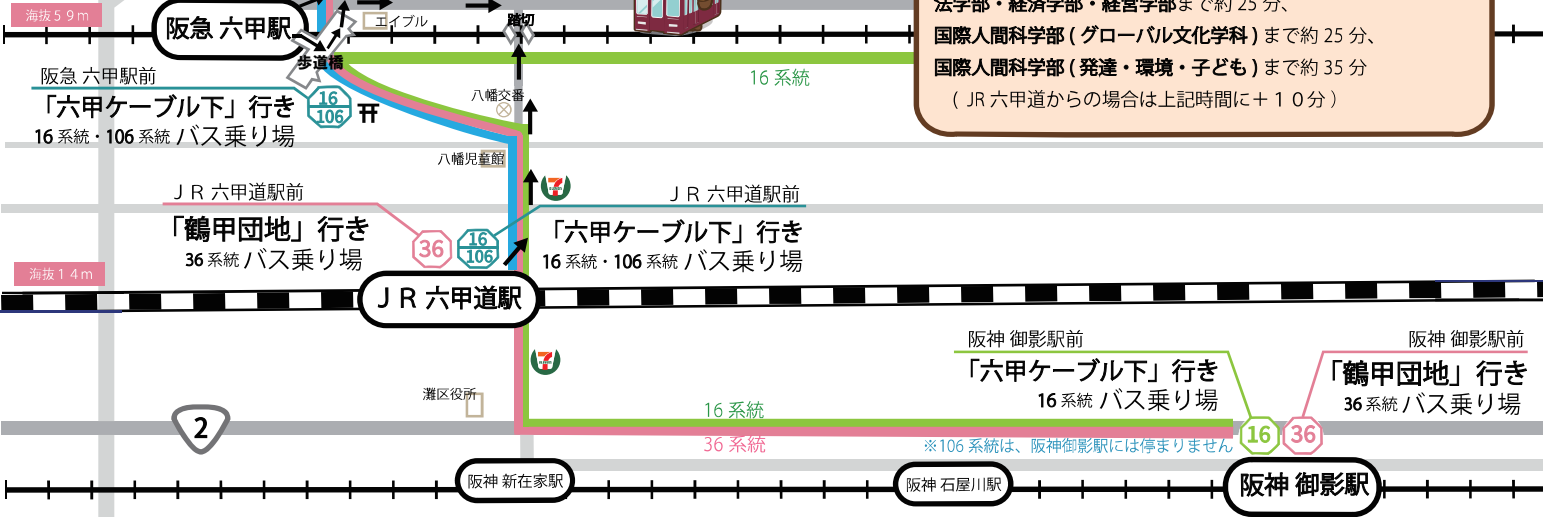 海抜５９ｍ
阪急 六甲駅
エイブル
踏切
法学部・経済学部・経営学部まで約 25 分、
国際人間科学部 ( グローバル文化学科 ) まで約 25 分、
国際人間科学部 ( 発達・環境・子ども ) まで約 35 分
（ JR 六甲道からの場合は上記時間に＋１０分）
歩道橋
16 系統
阪急 六甲駅前
「六甲ケーブル下」行き
16 系統・106 系統 バス乗り場
16
106
八幡交番
八幡児童館
7
ＪＲ 六甲道駅前
「鶴甲団地」行き
36 系統 バス乗り場
36
16
106
ＪＲ 六甲道駅前
「六甲ケーブル下」行き
16 系統・106 系統 バス乗り場
海抜１４ｍ
ＪＲ 六甲道駅
7
灘区役所
阪神 御影駅前
「六甲ケーブル下」行き
16 系統 バス乗り場
阪神 御影駅前
「鶴甲団地」行き
36 系統 バス乗り場
2
16 系統
36 系統
※106 系統は、阪神御影駅には停まりません
16
36
阪神 新在家駅
阪神 石屋川駅
阪神 御影駅